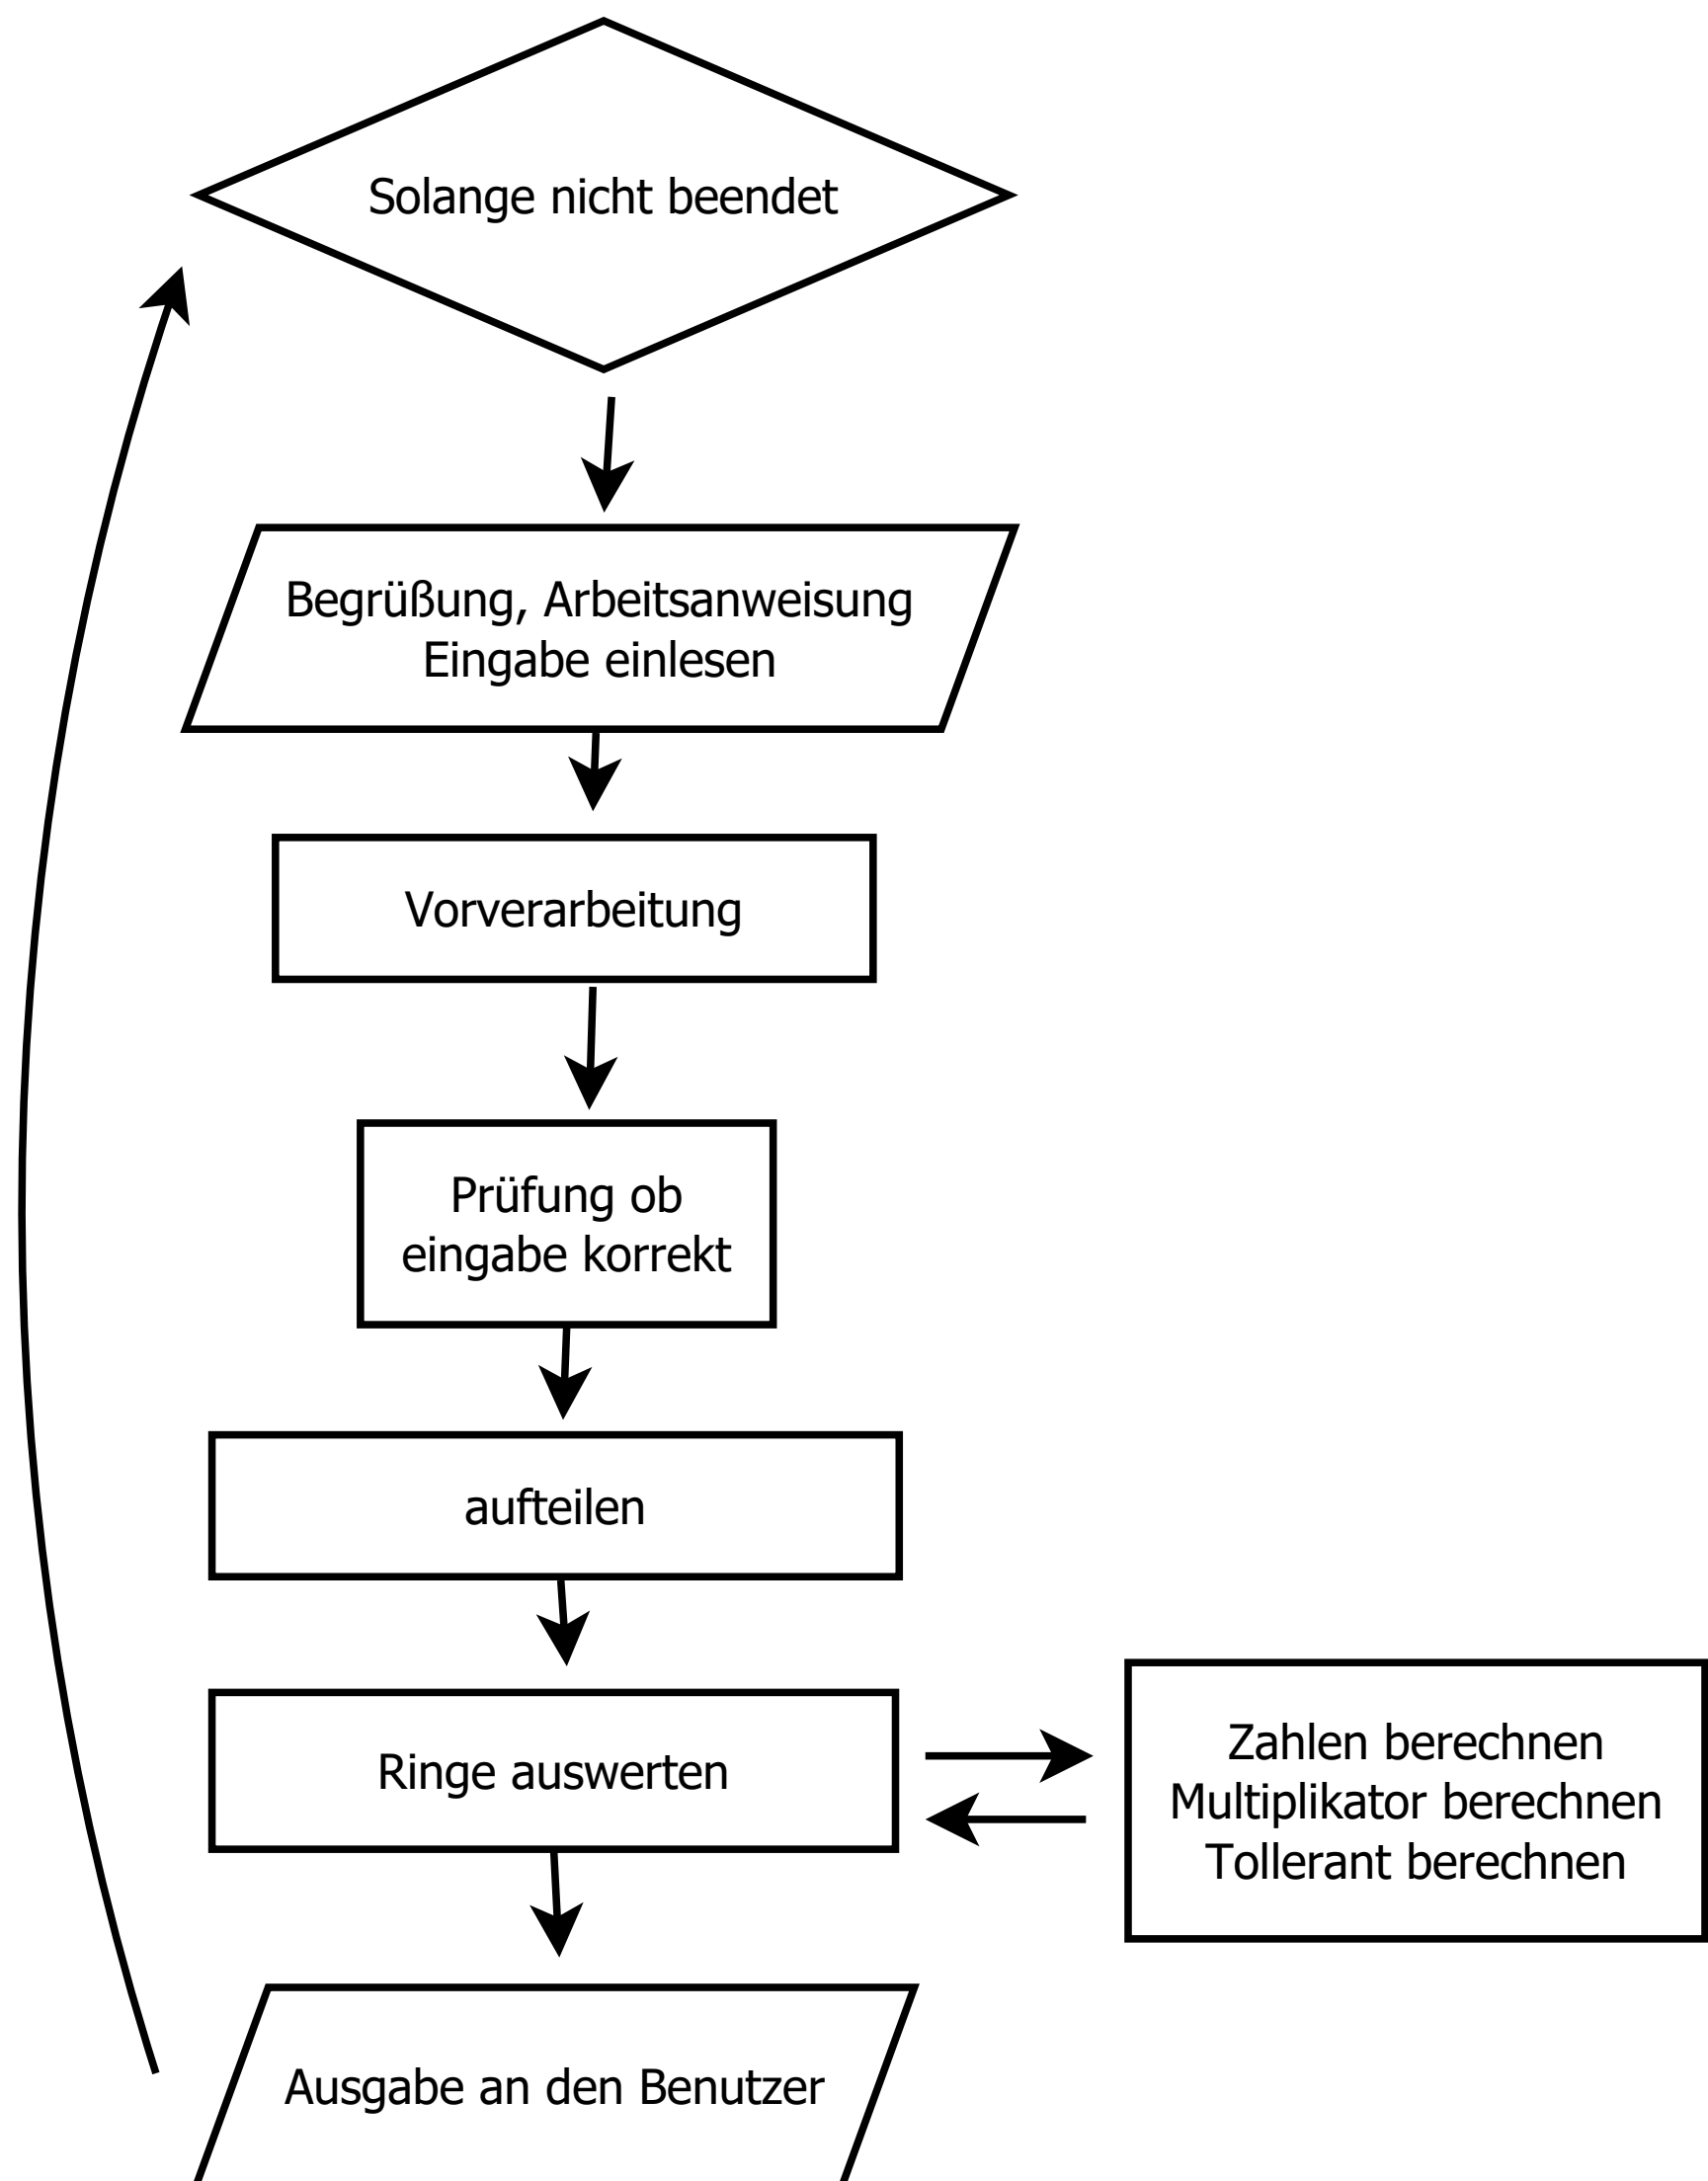 Solange nicht beendet
Begrüßung, Arbeitsanweisung
Eingabe einlesen
Vorverarbeitung
Prüfung ob
eingabe korrekt
aufteilen
Ringe auswerten
Zahlen berechnen
Multiplikator berechnen
Tollerant berechnen
Ausgabe an den Benutzer